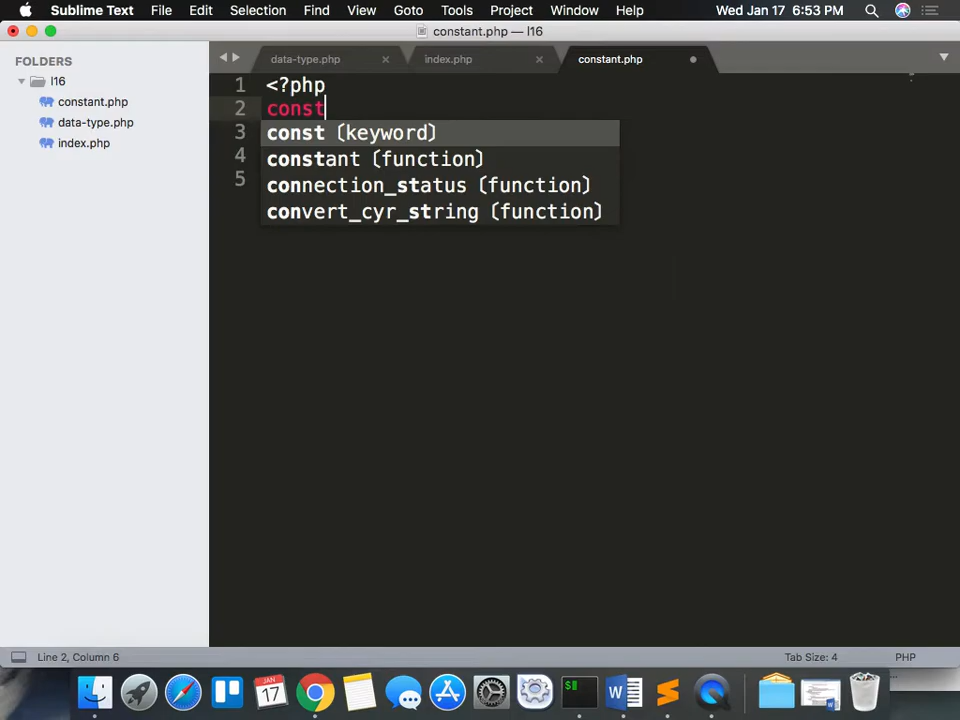 Sublime Text File Edit Selection Find View Goto Tools Project Window Help Wed Jan 17 6:53 PM
constant.php — l16
FOLDERS
l16
constant.php
data-type.php
index.php
data-type.php index.php constant.php
1 <?php
2 const
3 const (keyword)
4 constant (function)
5 connection_status (function)
convert_cyr_string (function)
Line 2, Column 6 Tab Size: 4 PHP
JAN
17
$